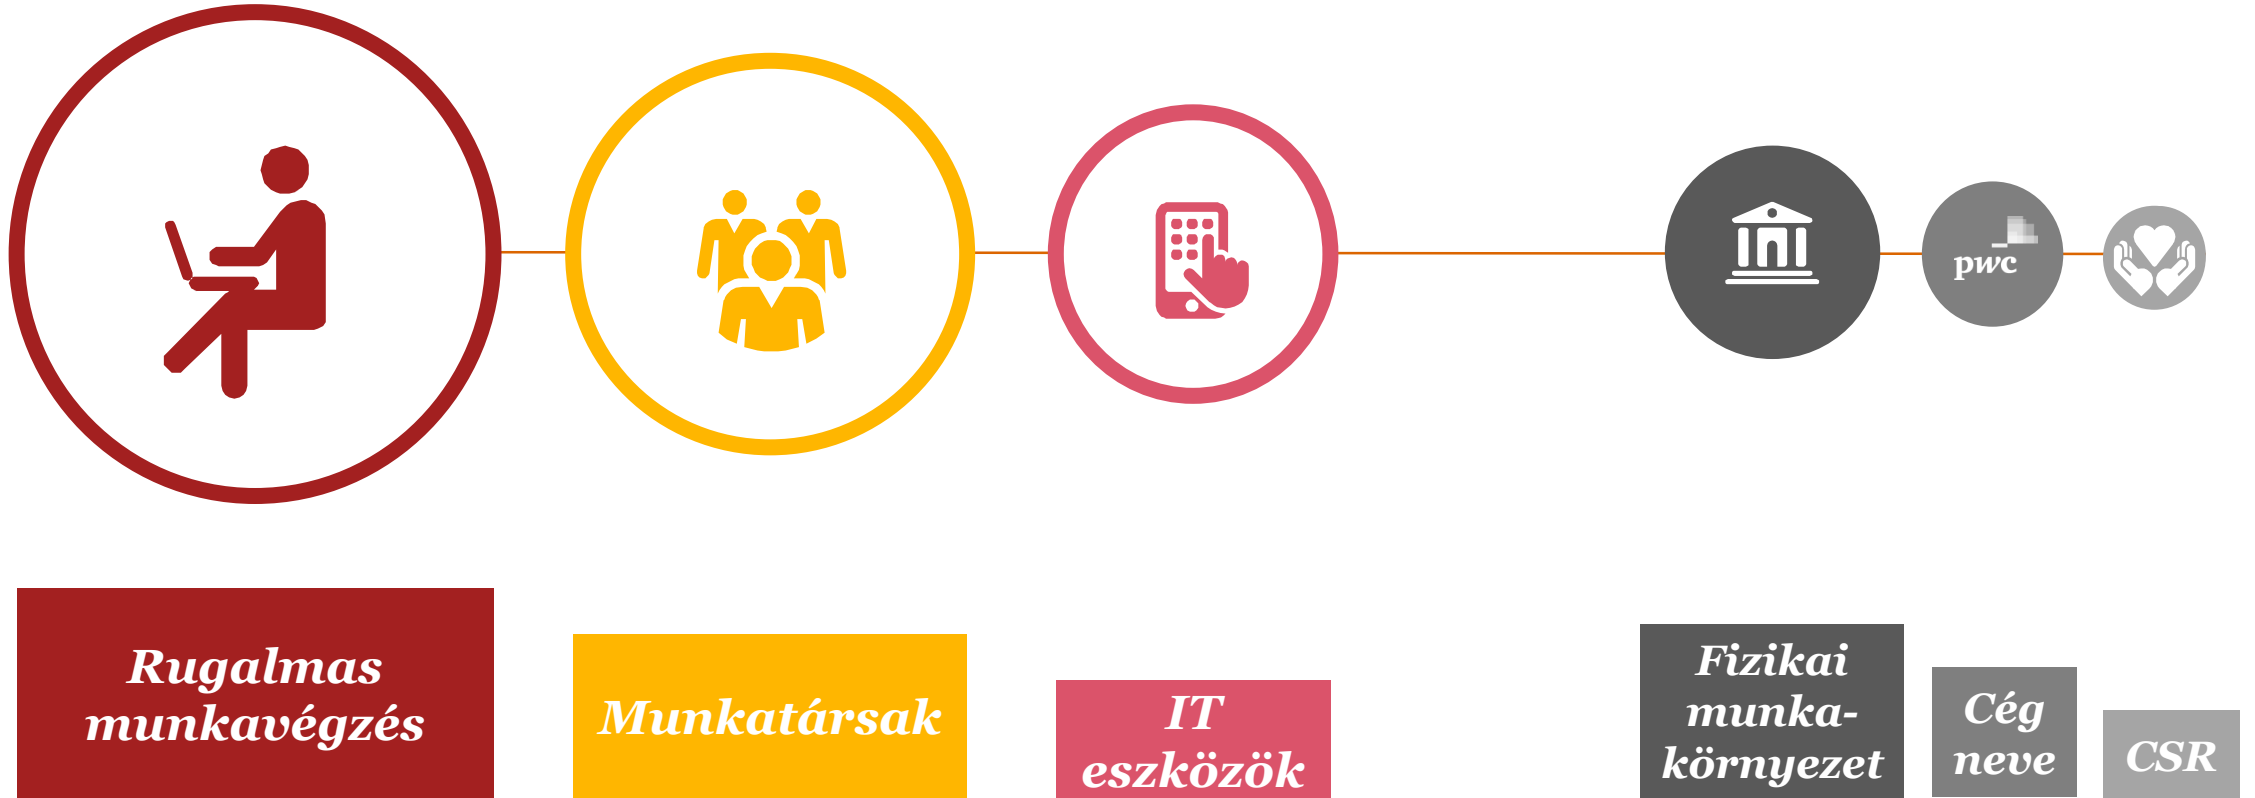 pwc
Rugalmas
munkavégzés
Munkatársak
IT
eszközök
Fizikai
munka-
környezet
Cég
neve
CSR